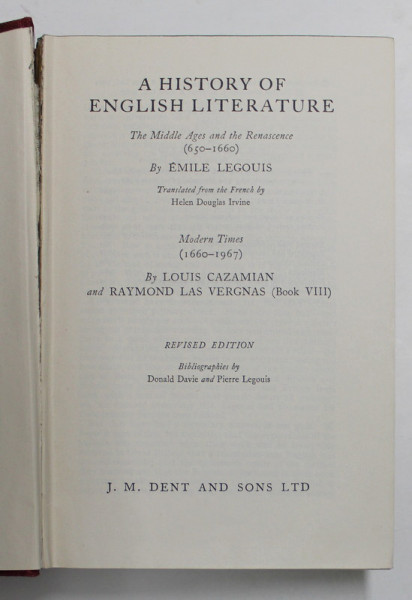 A HISTORY OF
ENGLISH LITERATURE
The Middle Ages and the Renascence
(650–1660)
By ÉMILE LEGOUIS
Translated from the French by
Helen Douglas Irvine
Modern Times
(1660–1967)
By LOUIS CAZAMIAN
and RAYMOND LAS VERGNAS (Book VIII)
REVISED EDITION
Bibliographies by
Donald Davie and Pierre Legouis
J. M. DENT AND SONS LTD